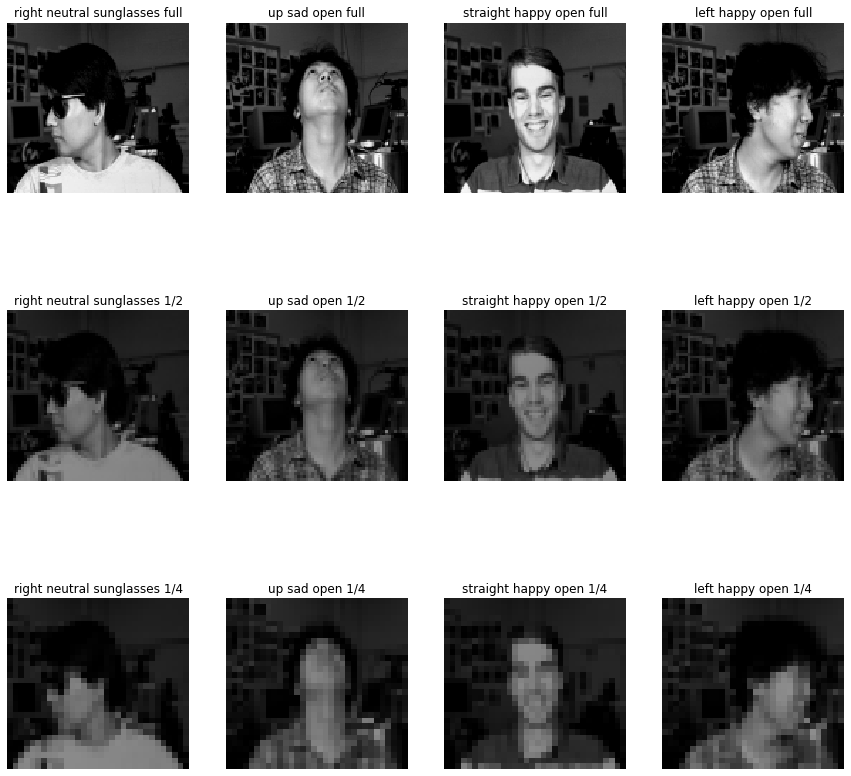 right neutral sunglasses full
up sad open full
straight happy open full
left happy open full
right neutral sunglasses 1/2
up sad open 1/2
straight happy open 1/2
left happy open 1/2
right neutral sunglasses 1/4
up sad open 1/4
straight happy open 1/4
left happy open 1/4